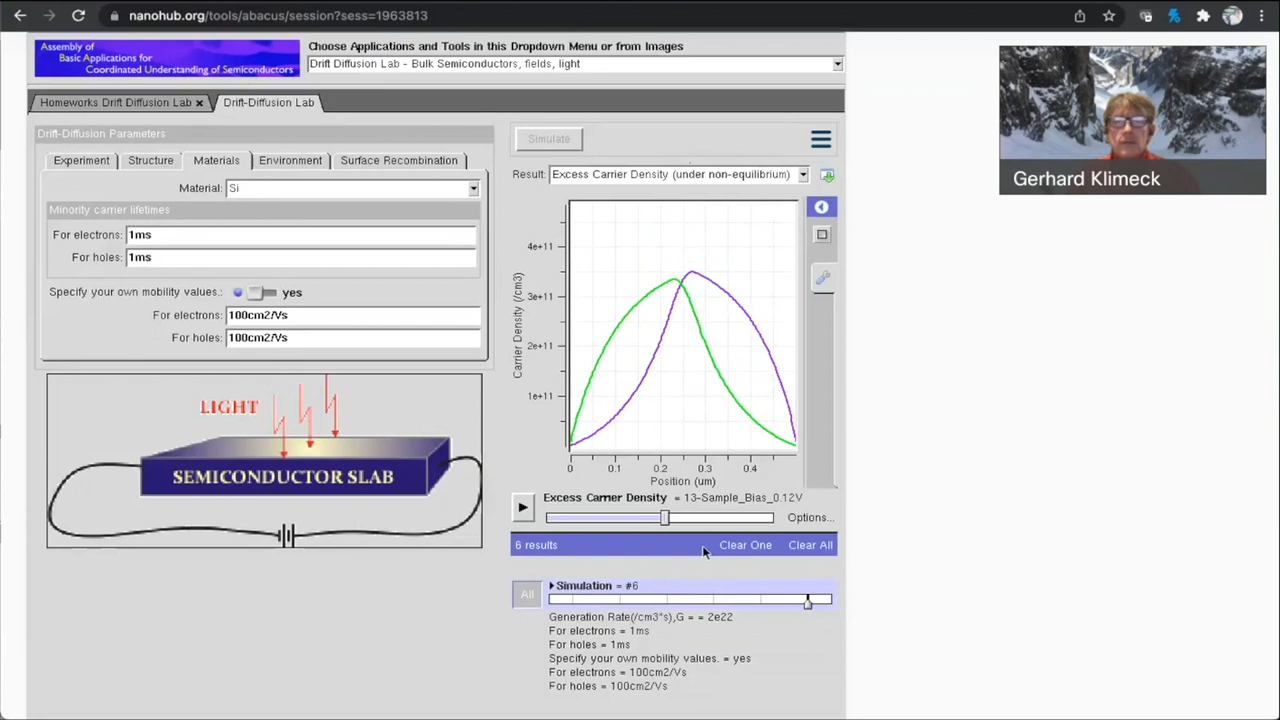 nanohub.org/tools/abacus/session?sess=1963813
Assembly of
Basic Applications for
Coordinated Understanding of Semiconductors
Choose Applications and Tools in this Dropdown Menu or from Images
Drift Diffusion Lab - Bulk Semiconductors, fields, light
Homeworks Drift Diffusion Lab
Drift-Diffusion Lab
Drift-Diffusion Parameters
Experiment
Structure
Materials
Environment
Surface Recombination
Material: Si
Minority carrier lifetimes
For electrons: 1ms
For holes: 1ms
Specify your own mobility values.: yes
For electrons: 100cm2/Vs
For holes: 100cm2/Vs
LIGHT
SEMICONDUCTOR SLAB
Simulate
Result: Excess Carrier Density (under non-equilibrium)
Carrier Density (/cm3)
4e+11
3e+11
2e+11
1e+11
0 0.1 0.2 0.3 0.4
Position (um)
Excess Carrier Density = 13-Sample_Bias_0.12V
Options...
6 results Clear One Clear All
All
Simulation = #6
Generation Rate(/cm3*s),G = = 2e22
For electrons = 1ms
For holes = 1ms
Specify your own mobility values. = yes
For electrons = 100cm2/Vs
For holes = 100cm2/Vs
Gerhard Klimeck